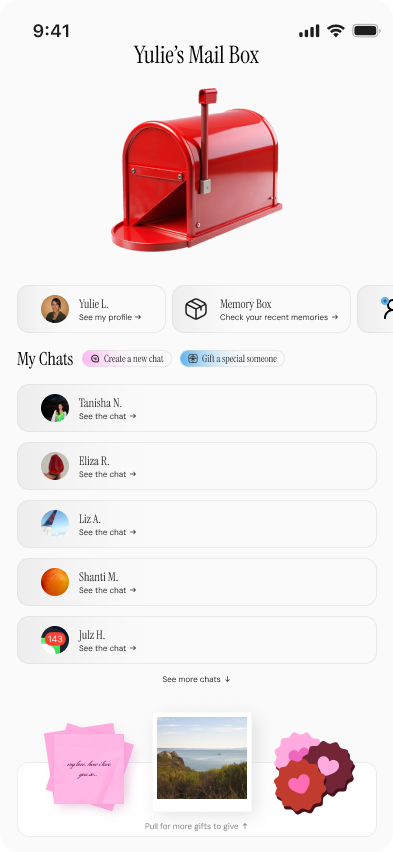 9:41
Yulie's Mail Box
Yulie L.
See my profile →
Memory Box
Check your recent memories →
My Chats
Create a new chat
Gift a special someone
Tanisha N.
See the chat →
Eliza R.
See the chat →
Liz A.
See the chat →
Shanti M.
See the chat →
143
Julz H.
See the chat →
See more chats ↓
my love, how i love
you so...
Pull for more gifts to give ↑